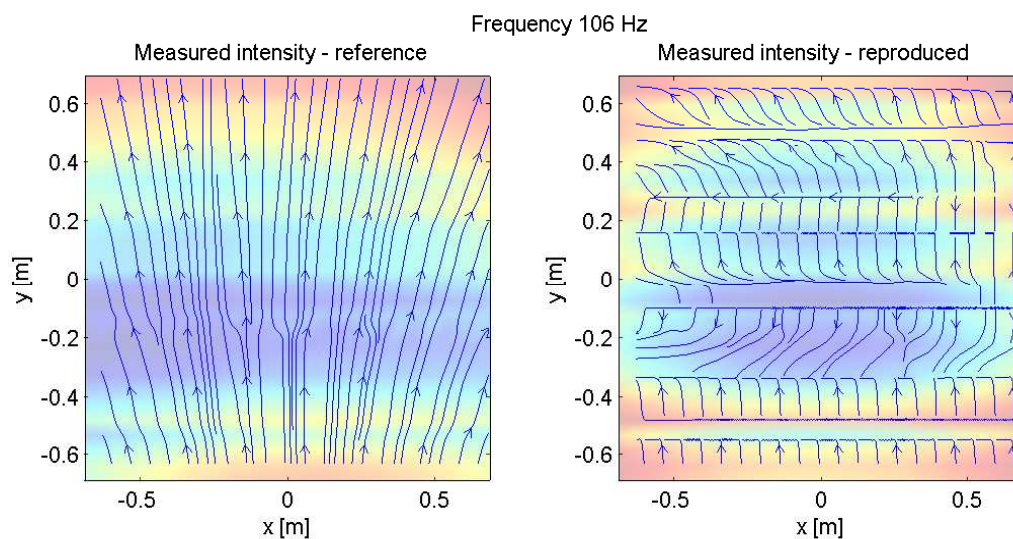 Frequency 106 Hz
Measured intensity - reference
Measured intensity - reproduced
0.6
0.4
0.2
0
-0.2
-0.4
-0.6
y [m]
-0.5
0
0.5
x [m]
0.6
0.4
0.2
0
-0.2
-0.4
-0.6
y [m]
-0.5
0
0.5
x [m]